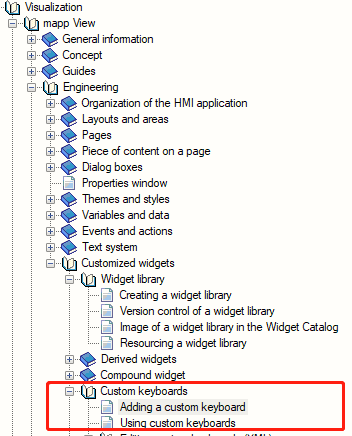 Visualization
mapp View
General information
Concept
Guides
Engineering
Organization of the HMI application
Layouts and areas
Pages
Piece of content on a page
Dialog boxes
Properties window
Themes and styles
Variables and data
Events and actions
Text system
Customized widgets
Widget library
Creating a widget library
Version control of a widget library
Image of a widget library in the Widget Catalog
Resourcing a widget library
Derived widgets
Compound widget
Custom keyboards
Adding a custom keyboard
Using custom keyboards